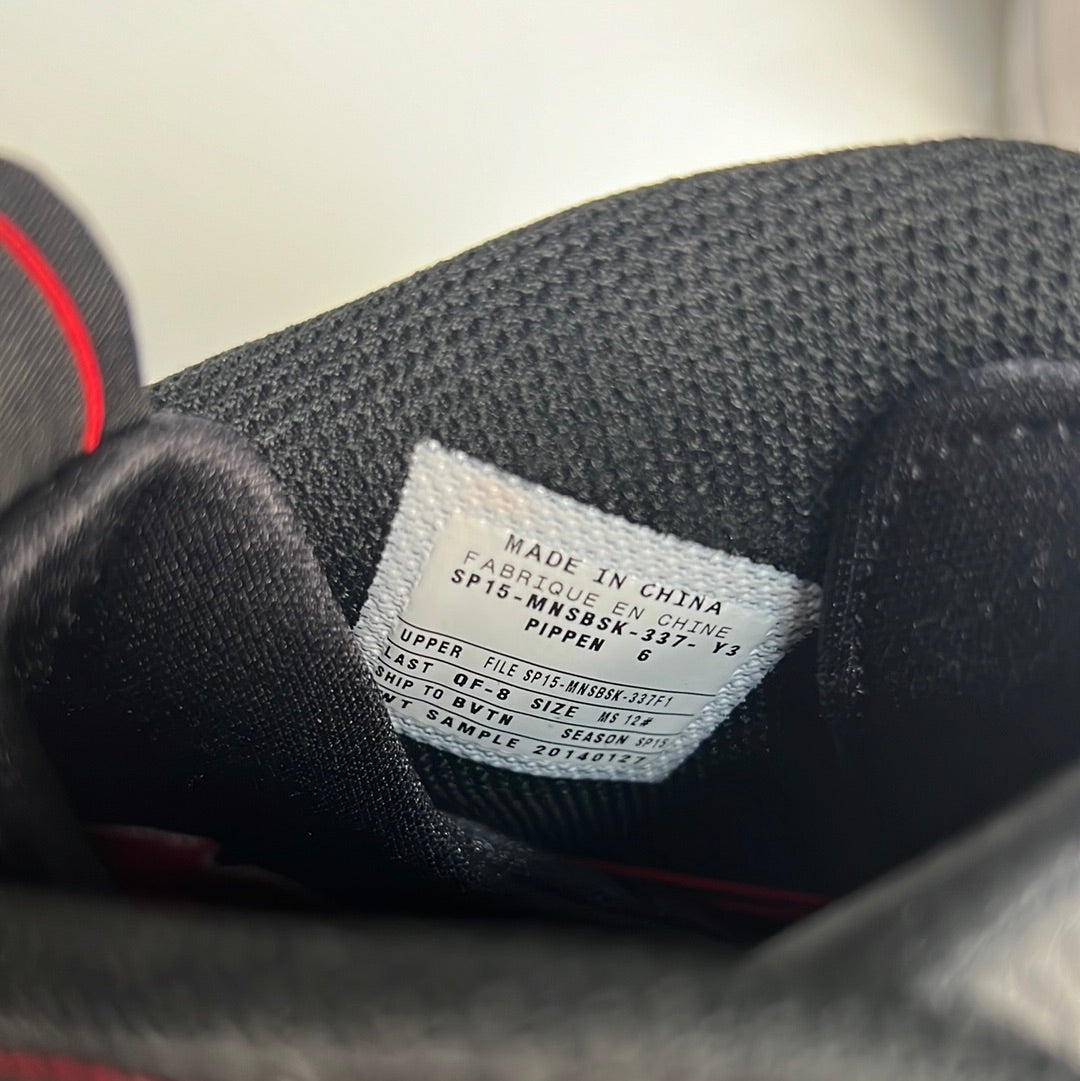 MADE IN CHINA
FABRIQUE EN CHINE
SP15-MNSBSK-337- Y3
PIPPEN 6
UPPER FILE SP15-MNSBSK-337F1
LAST QF-8 SIZE MS 12#
SHIP TO BVTN SEASON SP15
WT SAMPLE 20140127